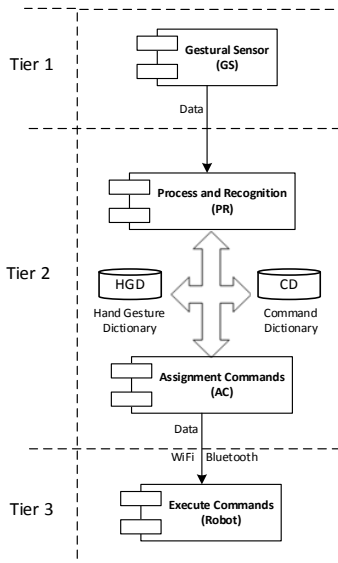 Tier 1
Gestural Sensor
(GS)
Data
Process and Recognition
(PR)
Tier 2
HGD
CD
Hand Gesture
Dictionary
Command
Dictionary
Assignment Commands
(AC)
Data
WiFi
Bluetooth
Tier 3
Execute Commands
(Robot)